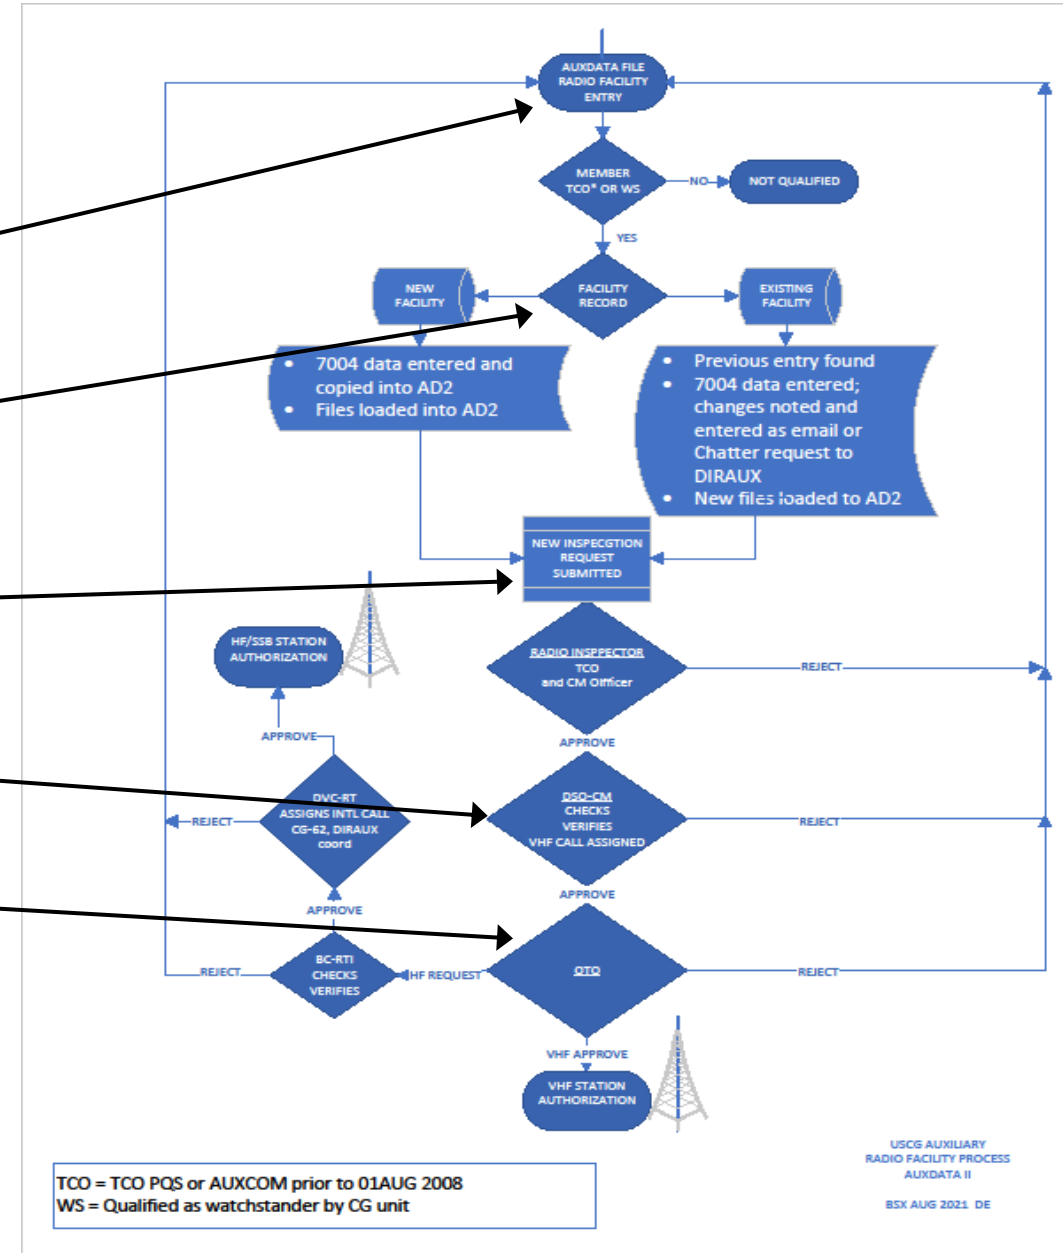 AUXDATA FILE
RADIO FACILITY
ENTRY
MEMBER
TCO* OR WS
NO
NOT QUALIFIED
YES
NEW
FACILITY
FACILITY
RECORD
EXISTING
FACILITY
• 7004 data entered and
copied into AD2
• Files loaded into AD2
• Previous entry found
• 7004 data entered;
changes noted and
entered as email or
Chatter request to
DIRAUX
• New files loaded to AD2
NEW INSPECGTION
REQUEST
SUBMITTED
HF/SSB STATION
AUTHORIZATION
RADIO INSPPECTOR
TCO
and CM Oifficer
REJECT
APPROVE
APPROVE
DVC-RT
ASSIGNS INTL CALL
CG-62, DIRAUX
coord
REJECT
DSO-CM
CHECKS
VERIFIES
VHF CALL ASSIGNED
REJECT
APPROVE
APPROVE
BC-RTI
CHECKS
VERIFIES
REJECT
HF REQUEST
OTO
REJECT
VHF APPROVE
VHF STATION
AUTHORIZATION
TCO = TCO PQS or AUXCOM prior to 01AUG 2008
WS = Qualified as watchstander by CG unit
USCG AUXILIARY
RADIO FACILITY PROCESS
AUXDATA II
BSX AUG 2021 DE